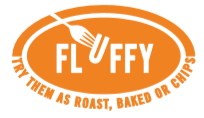 FLUFFY
TRY THEM AS ROAST, BAKED OR CHIPS